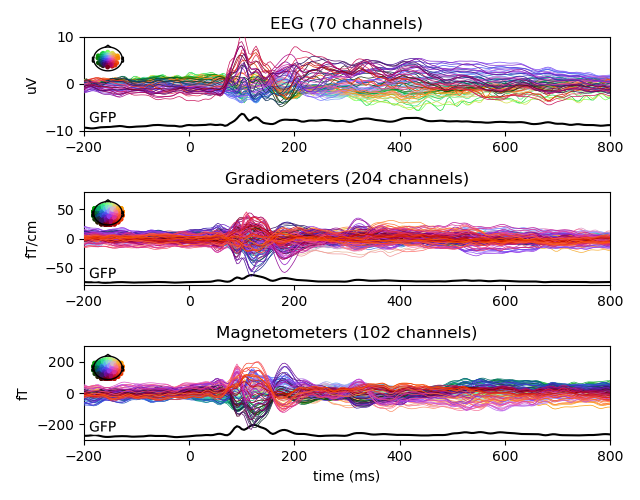 EEG (70 channels)
10
0
−10
uV
GFP
−200 0 200 400 600 800
Gradiometers (204 channels)
50
0
−50
fT/cm
GFP
−200 0 200 400 600 800
Magnetometers (102 channels)
200
0
−200
fT
GFP
−200 0 200 400 600 800
time (ms)